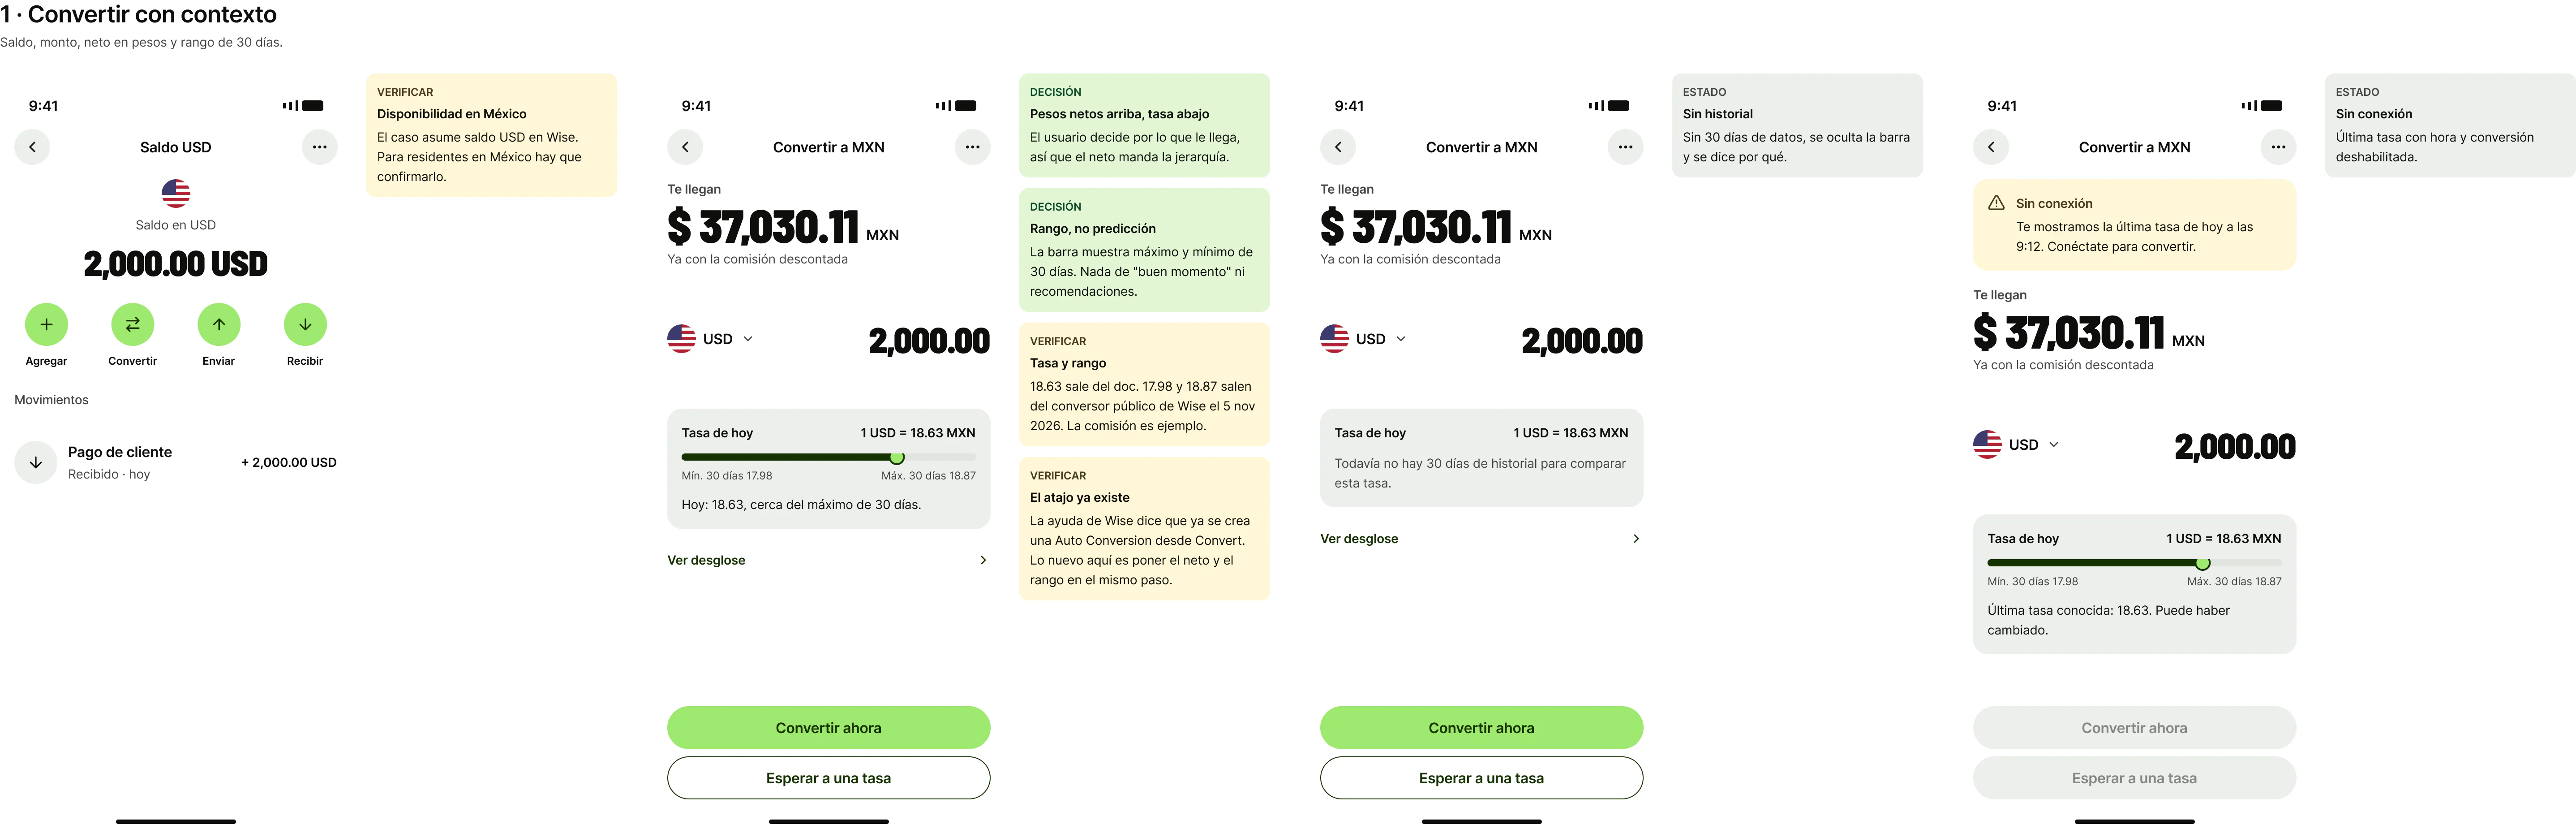 1 · Convertir con contexto
Saldo, monto, neto en pesos y rango de 30 días.
9:41
Saldo USD
Saldo en USD
2,000.00 USD
Agregar
Convertir
Enviar
Recibir
Movimientos
Pago de cliente
Recibido · hoy
+ 2,000.00 USD
VERIFICAR
Disponibilidad en México
El caso asume saldo USD en Wise.
Para residentes en México hay que
confirmarlo.
9:41
Convertir a MXN
Te llegan
$ 37,030.11 MXN
Ya con la comisión descontada
USD
2,000.00
Tasa de hoy
1 USD = 18.63 MXN
Mín. 30 días 17.98
Máx. 30 días 18.87
Hoy: 18.63, cerca del máximo de 30 días.
Ver desglose
Convertir ahora
Esperar a una tasa
DECISIÓN
Pesos netos arriba, tasa abajo
El usuario decide por lo que le llega,
así que el neto manda la jerarquía.
DECISIÓN
Rango, no predicción
La barra muestra máximo y mínimo de
30 días. Nada de "buen momento" ni
recomendaciones.
VERIFICAR
Tasa y rango
18.63 sale del doc. 17.98 y 18.87 salen
del conversor público de Wise el 5 nov
2026. La comisión es ejemplo.
VERIFICAR
El atajo ya existe
La ayuda de Wise dice que ya se crea
una Auto Conversion desde Convert.
Lo nuevo aquí es poner el neto y el
rango en el mismo paso.
9:41
Convertir a MXN
Te llegan
$ 37,030.11 MXN
Ya con la comisión descontada
USD
2,000.00
Tasa de hoy
1 USD = 18.63 MXN
Todavía no hay 30 días de historial para comparar
esta tasa.
Ver desglose
Convertir ahora
Esperar a una tasa
ESTADO
Sin historial
Sin 30 días de datos, se oculta la barra
y se dice por qué.
9:41
Convertir a MXN
Sin conexión
Te mostramos la última tasa de hoy a las
9:12. Conéctate para convertir.
Te llegan
$ 37,030.11 MXN
Ya con la comisión descontada
USD
2,000.00
Tasa de hoy
1 USD = 18.63 MXN
Mín. 30 días 17.98
Máx. 30 días 18.87
Última tasa conocida: 18.63. Puede haber
cambiado.
Convertir ahora
Esperar a una tasa
ESTADO
Sin conexión
Última tasa con hora y conversión
deshabilitada.